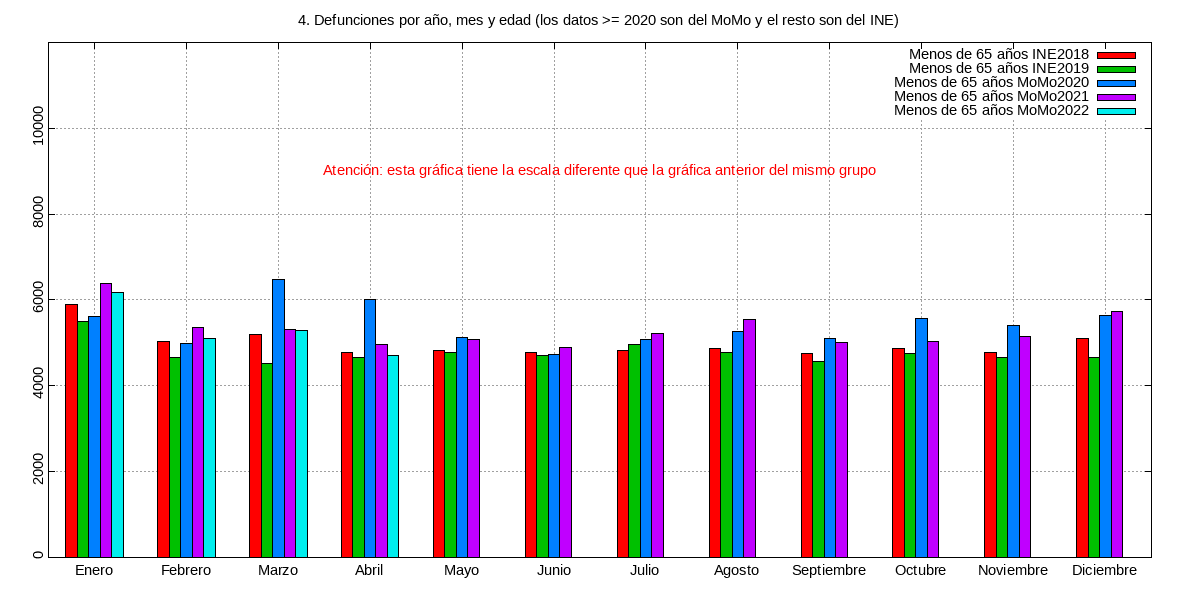 4. Defunciones por año, mes y edad (los datos >= 2020 son del MoMo y el resto son del INE)
Menos de 65 años INE2018
Menos de 65 años INE2019
Menos de 65 años MoMo2020
Menos de 65 años MoMo2021
Menos de 65 años MoMo2022
Atención: esta gráfica tiene la escala diferente que la gráfica anterior del mismo grupo
10000
8000
6000
4000
2000
0
Enero Febrero Marzo Abril Mayo Junio Julio Agosto Septiembre Octubre Noviembre Diciembre